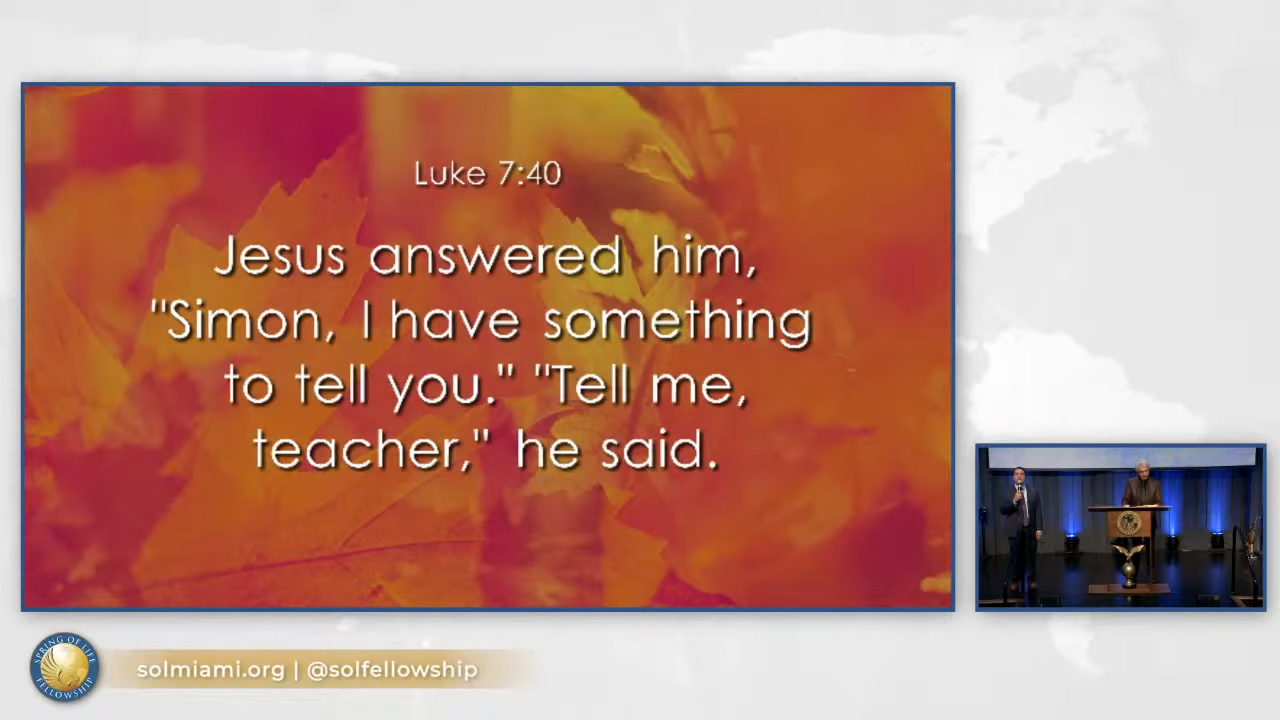 Luke 7:40
Jesus answered him,
"Simon, I have something
to tell you." "Tell me,
teacher," he said.
SPRING OF LIFE
FELLOWSHIP
solmiami.org | @solfellowship